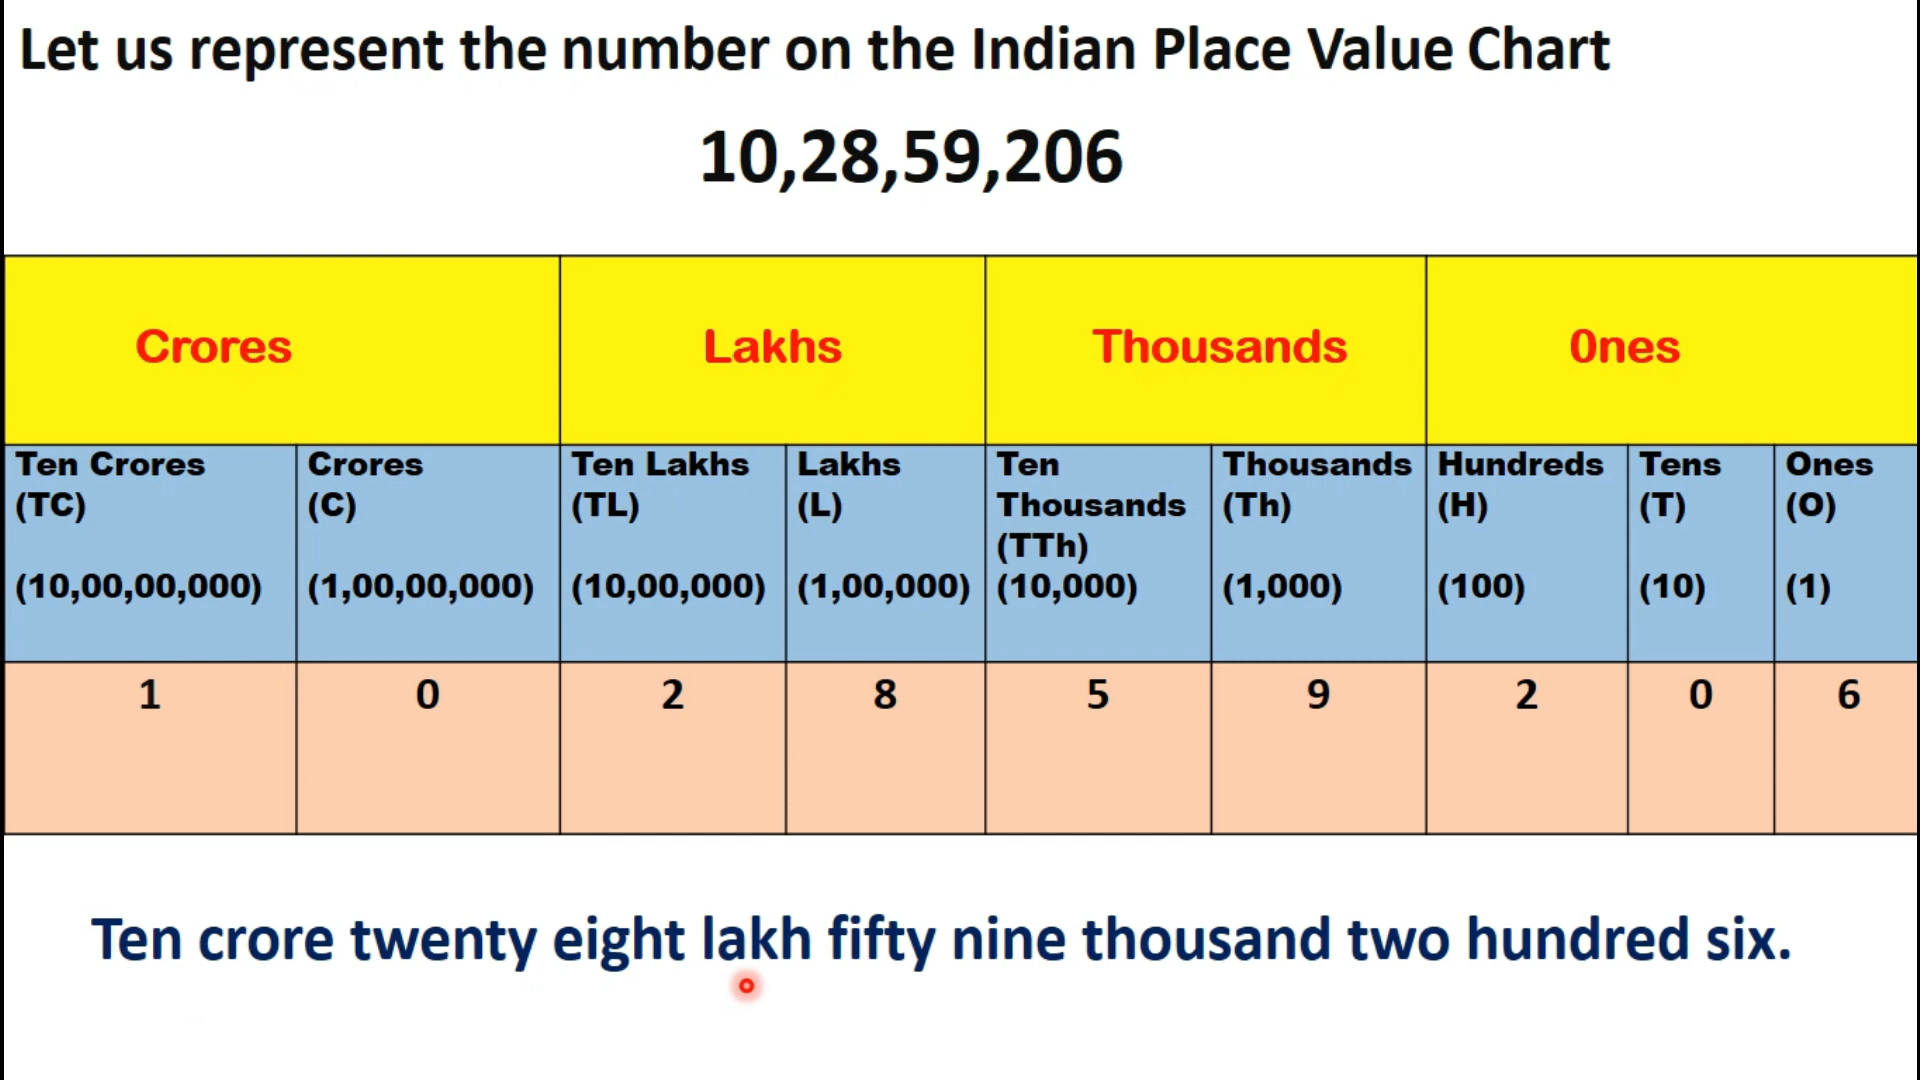 Let us represent the number on the Indian Place Value Chart
10,28,59,206
Crores Lakhs Thousands 0nes
Ten Crores (TC) (10,00,00,000)
Crores (C) (1,00,00,000)
Ten Lakhs (TL) (10,00,000)
Lakhs (L) (1,00,000)
Ten Thousands (TTh) (10,000)
Thousands (Th) (1,000)
Hundreds (H) (100)
Tens (T) (10)
Ones (O) (1)
1 0 2 8 5 9 2 0 6
Ten crore twenty eight lakh fifty nine thousand two hundred six.